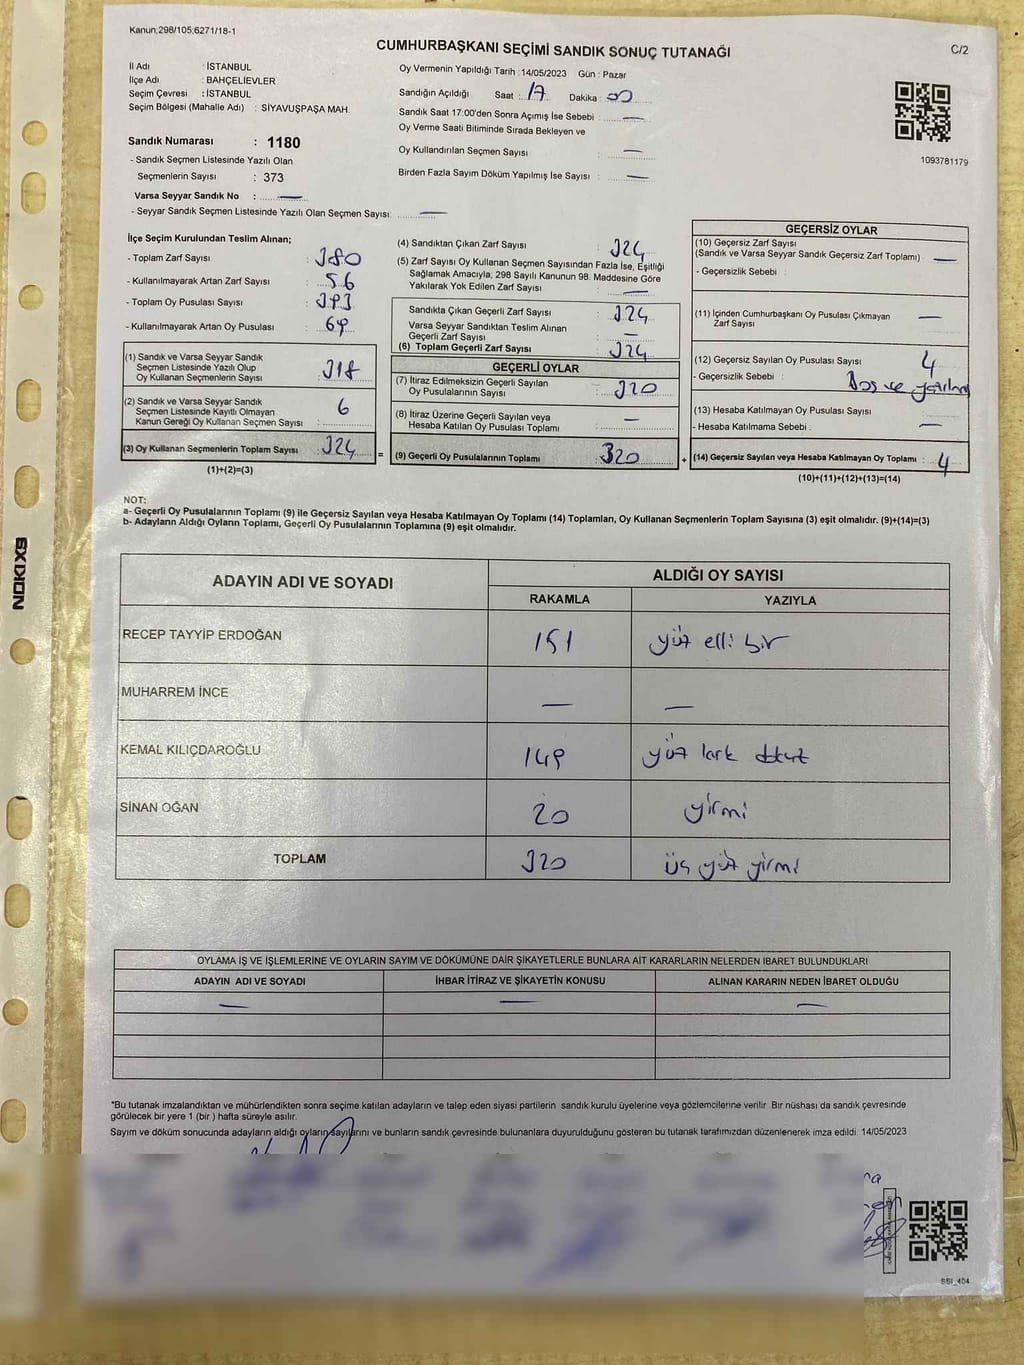 Kanun;298/105;6271/18-1
CUMHURBAŞKANI SEÇİMİ SANDIK SONUÇ TUTANAĞI
C/2
İl Adı : İSTANBUL
İlçe Adı : BAHÇELİEVLER
Seçim Çevresi : İSTANBUL
Seçim Bölgesi (Mahalle Adı) : SİYAVUŞPAŞA MAH.
Oy Vermenin Yapıldığı Tarih : 14/05/2023 Gün : Pazar
Sandığın Açıldığı Saat : 17 Dakika : 00
Sandık Saat 17:00'den Sonra Açımış İse Sebebi : —
Oy Verme Saati Bitiminde Sırada Bekleyen ve
Oy Kullandırılan Seçmen Sayısı : —
Birden Fazla Sayım Döküm Yapılmış İse Sayısı : —
1093781179
Sandık Numarası : 1180
- Sandık Seçmen Listesinde Yazılı Olan
Seçmenlerin Sayısı : 373
Varsa Seyyar Sandık No : —
- Seyyar Sandık Seçmen Listesinde Yazılı Olan Seçmen Sayısı: —
İlçe Seçim Kurulundan Teslim Alınan;
- Toplam Zarf Sayısı : 380
- Kullanılmayarak Artan Zarf Sayısı : 56
- Toplam Oy Pusulası Sayısı : 393
- Kullanılmayarak Artan Oy Pusulası : 69
(1) Sandık ve Varsa Seyyar Sandık
Seçmen Listesinde Yazılı Olup
Oy Kullanan Seçmenlerin Sayısı : 318
(2) Sandık ve Varsa Seyyar Sandık
Seçmen Listesinde Kayıtlı Olmayan
Kanun Gereği Oy Kullanan Seçmen Sayısı : 6
(3) Oy Kullanan Seçmenlerin Toplam Sayısı : 324
(1)+(2)=(3)
(4) Sandıktan Çıkan Zarf Sayısı : 324
(5) Zarf Sayısı Oy Kullanan Seçmen Sayısından Fazla İse, Eşitliği
Sağlamak Amacıyla; 298 Sayılı Kanunun 98. Maddesine Göre
Yakılarak Yok Edilen Zarf Sayısı : —
Sandıkta Çıkan Geçerli Zarf Sayısı : 324
Varsa Seyyar Sandıktan Teslim Alınan
Geçerli Zarf Sayısı : —
(6) Toplam Geçerli Zarf Sayısı : 324
GEÇERLİ OYLAR
(7) İtiraz Edilmeksizin Geçerli Sayılan
Oy Pusulalarının Sayısı : 320
(8) İtiraz Üzerine Geçerli Sayılan veya
Hesaba Katılan Oy Pusulası Toplamı : —
= (9) Geçerli Oy Pusulalarının Toplamı : 320
GEÇERSİZ OYLAR
(10) Geçersiz Zarf Sayısı
(Sandık ve Varsa Seyyar Sandık Geçersiz Zarf Toplamı) : —
- Geçersizlik Sebebi :
(11) İçinden Cumhurbaşkanı Oy Pusulası Çıkmayan
Zarf Sayısı : —
(12) Geçersiz Sayılan Oy Pusulası Sayısı : 4
- Geçersizlik Sebebi : Boş ve
(13) Hesaba Katılmayan Oy Pusulası Sayısı :
- Hesaba Katılmama Sebebi : —
+ (14) Geçersiz Sayılan veya Hesaba Katılmayan Oy Toplamı : 4
(10)+(11)+(12)+(13)=(14)
NOT:
a- Geçerli Oy Pusulalarının Toplamı (9) ile Geçersiz Sayılan veya Hesap Katılmayan Oy Toplamı (14) Toplamları, Oy Kullanan Seçmenlerin Toplam Sayısına (3) eşit olmalıdır. (9)+(14)=(3)
b- Adayların Aldığı Oyların Toplamı, Geçerli Oy Pusulalarının Toplamına (9) eşit olmalıdır.
ADAYIN ADI VE SOYADI
ALDIĞI OY SAYISI
RAKAMLA YAZIYLA
RECEP TAYYİP ERDOĞAN 151 yüz elli bir
MUHARREM İNCE — —
KEMAL KILIÇDAROĞLU 149 yüz kırk dokuz
SİNAN OĞAN 20 yirmi
TOPLAM 320 üç yüz yirmi
OYLAMA İŞ VE İŞLEMLERİNE VE OYLARIN SAYIM VE DÖKÜMÜNE DAİR ŞİKAYETLERLE BUNLARA AİT KARARLARIN NELERDEN İBARET BULUNDUKLARI
ADAYIN ADI VE SOYADI İHBAR İTİRAZ VE ŞİKAYETİN KONUSU ALINAN KARARIN NEDEN İBARET OLDUĞU
— — —
*Bu tutanak imzalandıktan ve mühürlendikten sonra seçime katılan adayların ve talep eden siyasi partilerin sandık kurulu üyelerine veya gözlemcilerine verilir. Bir nüshası da sandık çevresinde
görülecek bir yere 1 (bir ) hafta süreyle asılır.
Sayım ve döküm sonucunda adayların aldığı oyların sayılarını ve bunların sandık çevresinde bulunanlara duyurulduğunu gösteren bu tutanak tarafımızdan düzenlenerek imza edildi. 14/05/2023
SSI_404
NOKIXS